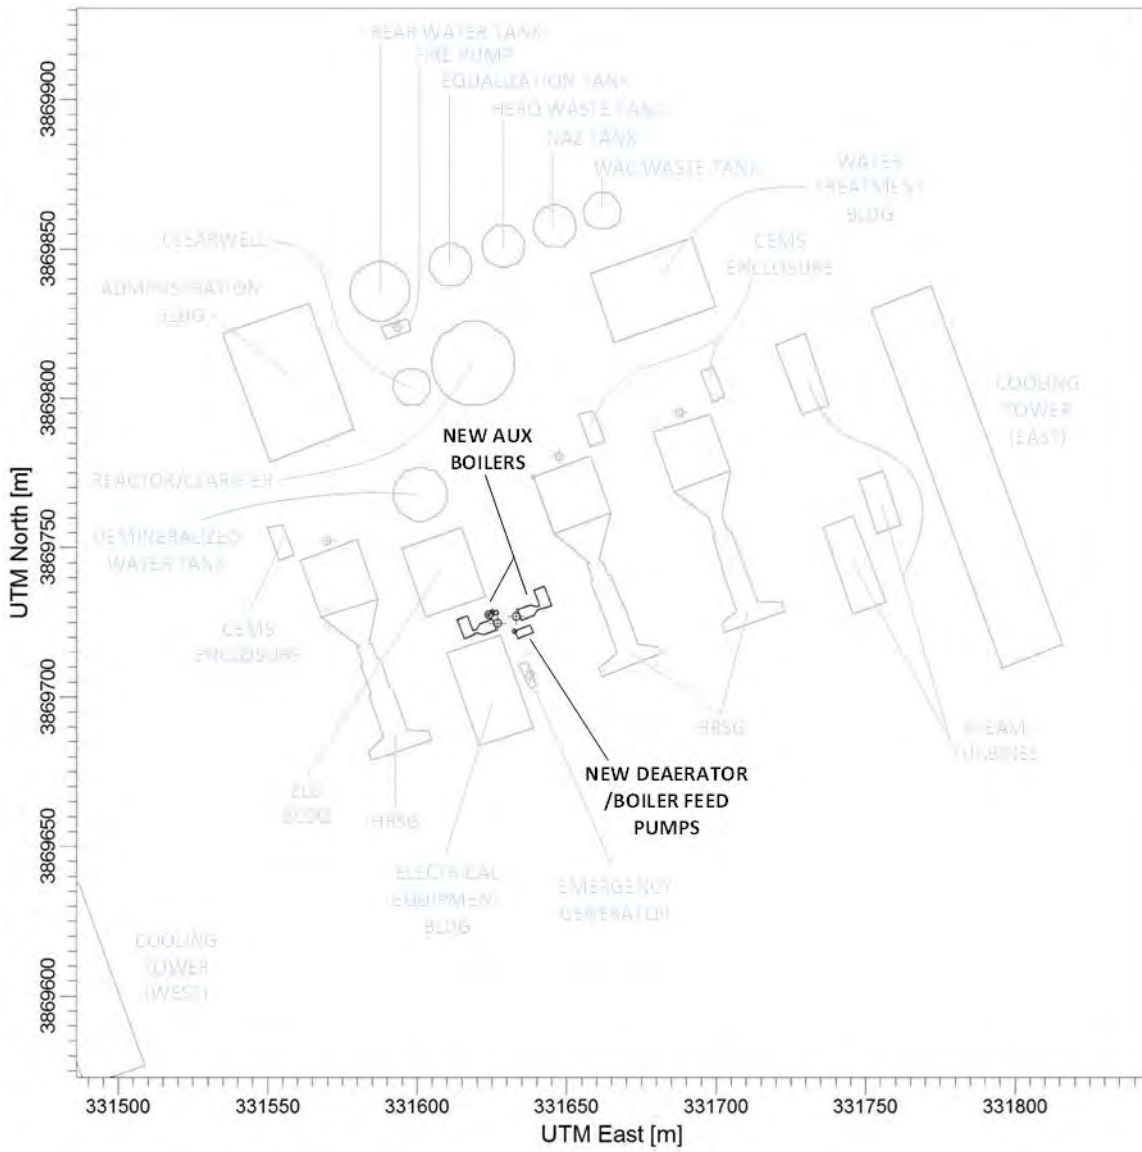 REAR WATER TANK
FIRE PUMP
EQUALIZATION TANK
HERO WASTE TANK
NAZ TANK
WAC WASTE TANK
WATER
TREATMENT
BLDG
CLEARWELL
CEMS
ENCLOSURE
ADMINISTRATION
BLDG
COOLING
TOWER
(EAST)
NEW AUX
BOILERS
REACTOR/CLARIFIER
DEMINERALIZED
WATER TANK
CEMS
ENCLOSURE
HRSG
STEAM
TURBINES
NEW DEAERATOR
/BOILER FEED
PUMPS
BLDG
HRSG
ELECTRICAL
EQUIPMENT
BLDG
EMERGENCY
GENERATOR
COOLING
TOWER
(WEST)
UTM North [m]
3869900
3869850
3869800
3869750
3869700
3869650
3869600
331500 331550 331600 331650 331700 331750 331800
UTM East [m]